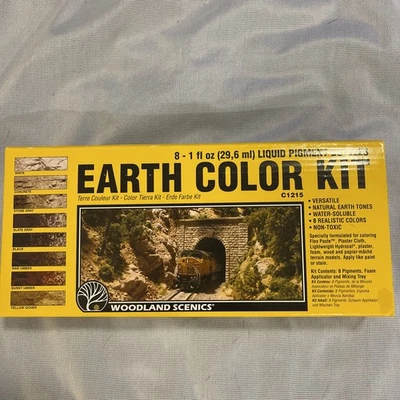 8 - 1 fl oz (29,6 ml) LIQUID PIGMENT
EARTH COLOR KIT
Terre Couleur Kit - Color Tierra Kit - Erde Farbe Kit
C1215
WHITE
CONCRETE
STONE GRAY
SLATE GRAY
BLACK
RAW UMBER
BURNT UMBER
YELLOW OCHER
• VERSATILE
• NATURAL EARTH TONES
• WATER-SOLUBLE
• 8 REALISTIC COLORS
• NON-TOXIC
Specially formulated for coloring
Flex Paste™, Plaster Cloth,
Lightweight Hydrocal®, plaster,
foam, wood and papier-mâché
terrain models. Apply like paint
or stain.
Kit Contents: 8 Pigments, Foam
Applicator and Mixing Tray
WOODLAND SCENICS®